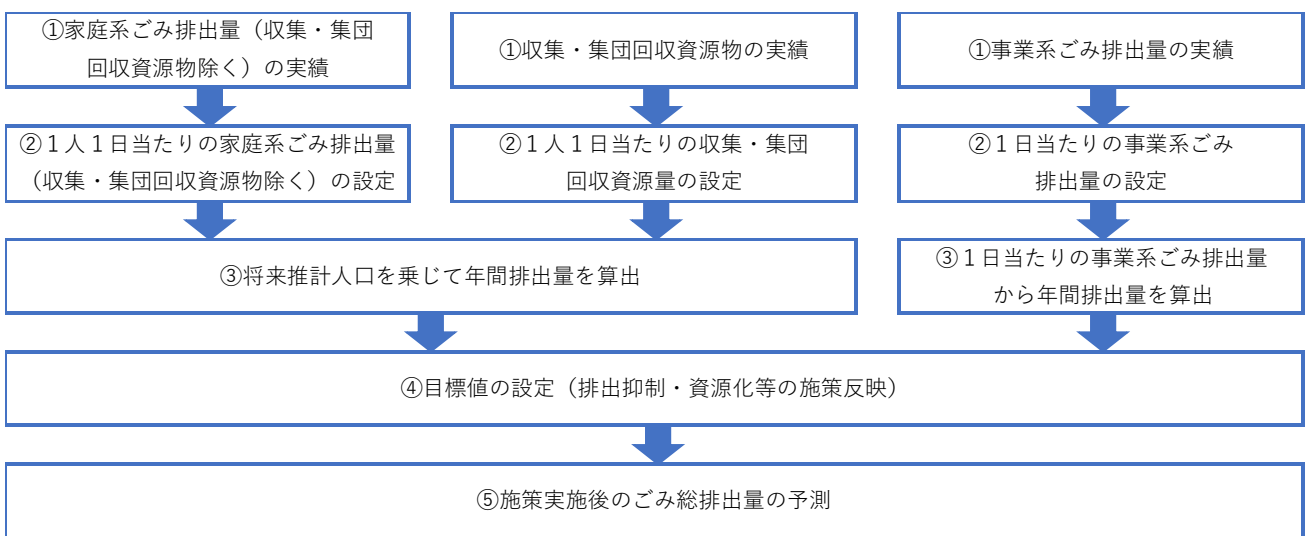 ①家庭系ごみ排出量（収集・集団
回収資源物除く）の実績
①収集・集団回収資源物の実績
①事業系ごみ排出量の実績
②１人１日当たりの家庭系ごみ排出量
（収集・集団回収資源物除く）の設定
②１人１日当たりの収集・集団
回収資源量の設定
②１日当たりの事業系ごみ
排出量の設定
③将来推計人口を乗じて年間排出量を算出
③１日当たりの事業系ごみ排出量
から年間排出量を算出
④目標値の設定（排出抑制・資源化等の施策反映）
⑤施策実施後のごみ総排出量の予測